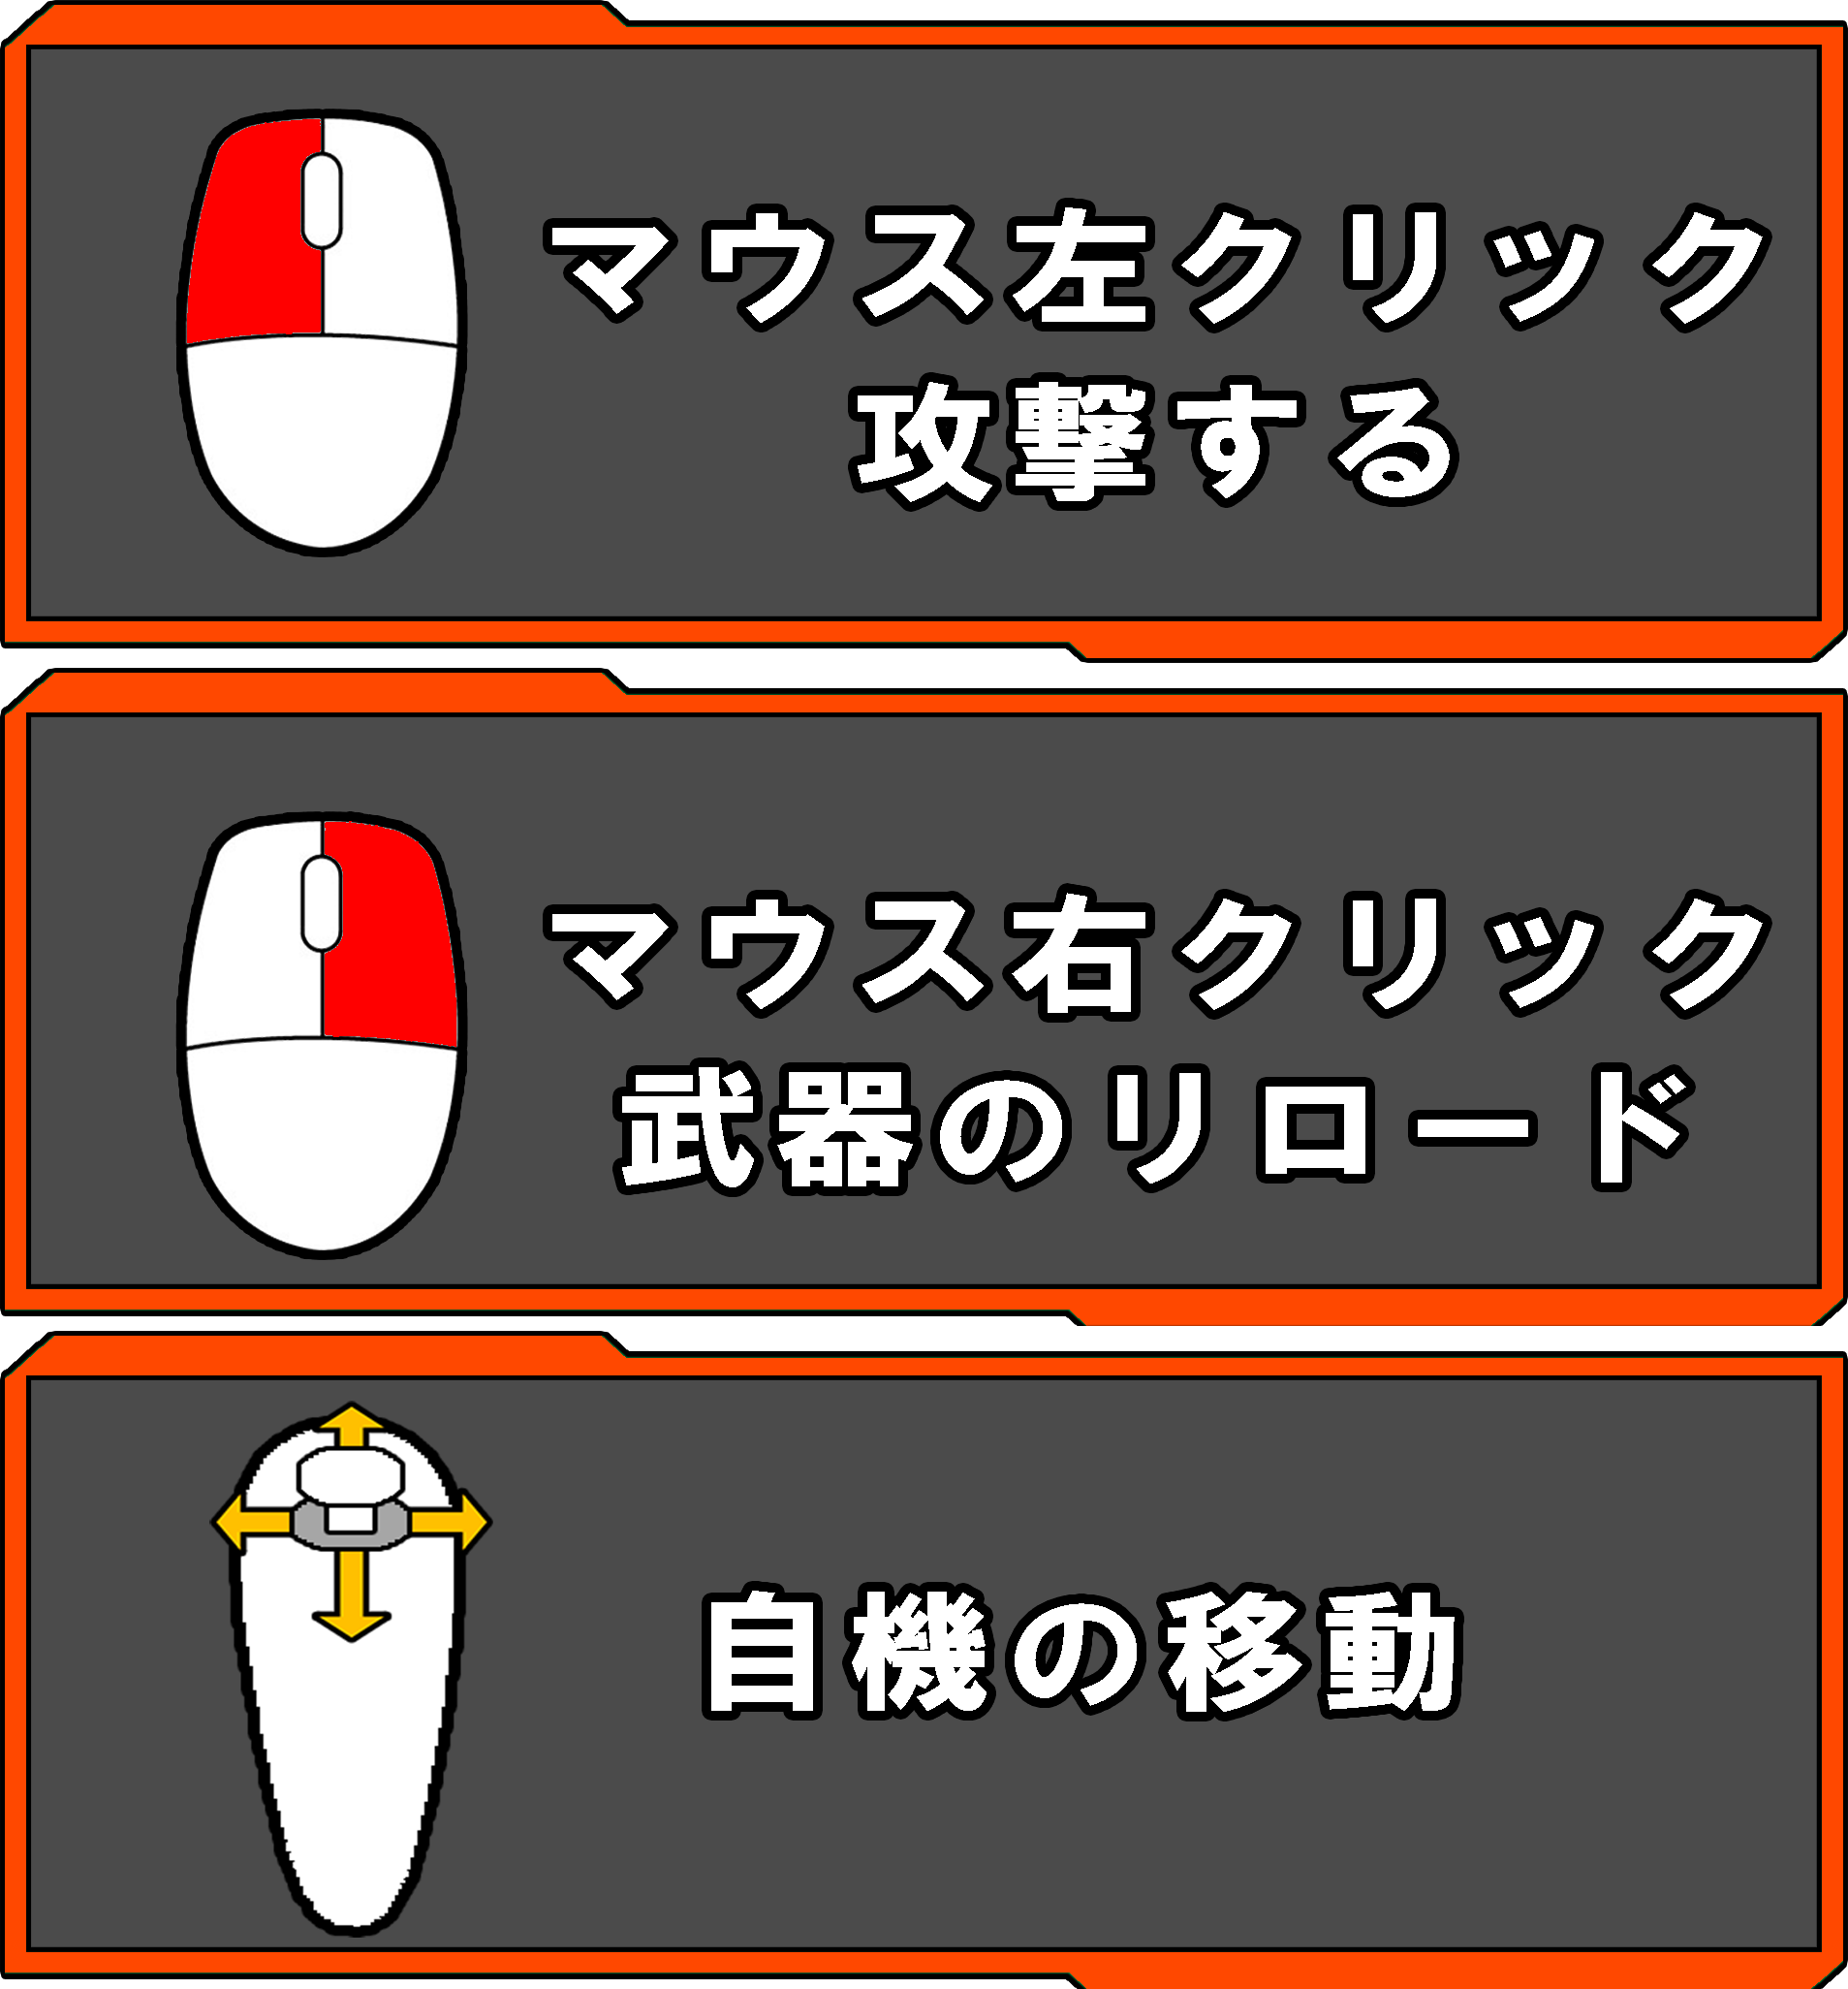 マウス左クリック
攻撃する
マウス右クリック
武器のリロード
自機の移動